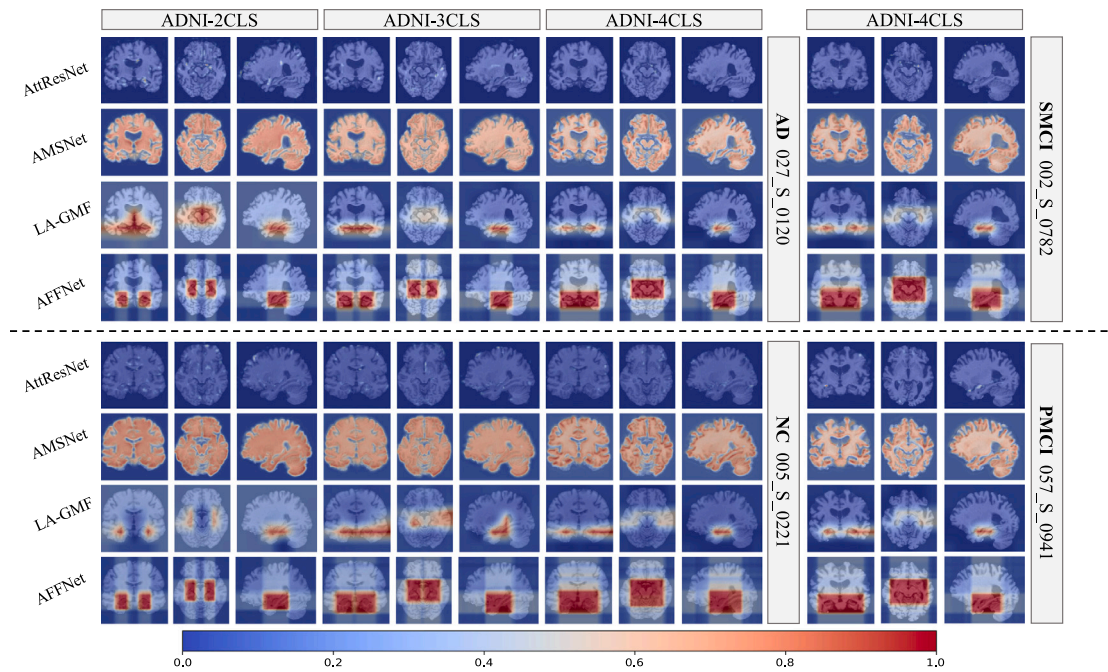 ADNI-2CLS ADNI-3CLS ADNI-4CLS ADNI-4CLS
AttResNet
AMSNet
LA-GMF
AFFNet
AD 027_S_0120
SMCI 002_S_0782
AttResNet
AMSNet
LA-GMF
AFFNet
NC 005_S_0221
PMCI 057_S_0941
0.0 0.2 0.4 0.6 0.8 1.0